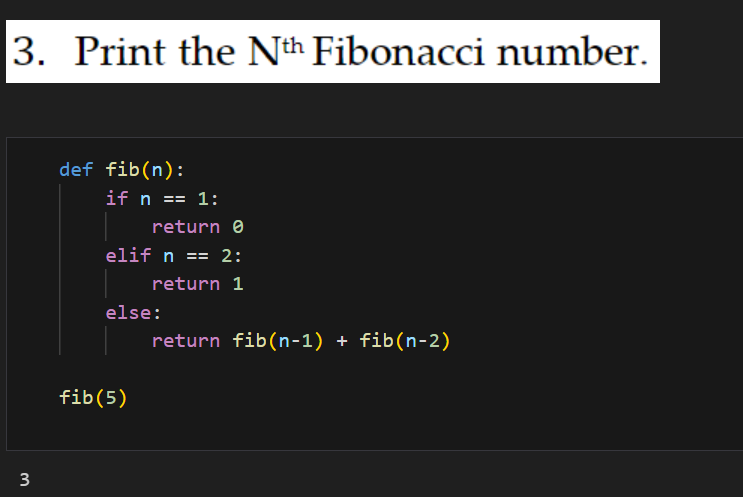 3. Print the Nth Fibonacci number.
def fib(n):
    if n == 1:
        return 0
    elif n == 2:
        return 1
    else:
        return fib(n-1) + fib(n-2)
fib(5)
3